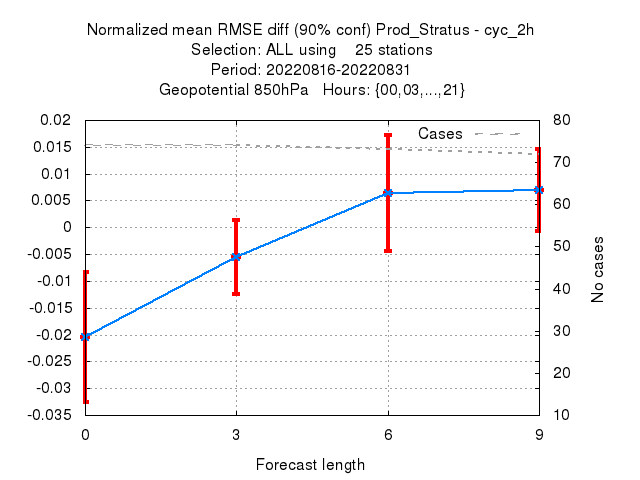 Normalized mean RMSE diff (90% conf) Prod_Stratus - cyc_2h
Selection: ALL using    25 stations
Period: 20220816-20220831
Geopotential 850hPa   Hours: {00,03,...,21}
Cases
0.02
0.015
0.01
0.005
0
-0.005
-0.01
-0.015
-0.02
-0.025
-0.03
-0.035
80
70
60
50
40
30
20
10
No cases
0 3 6 9
Forecast length